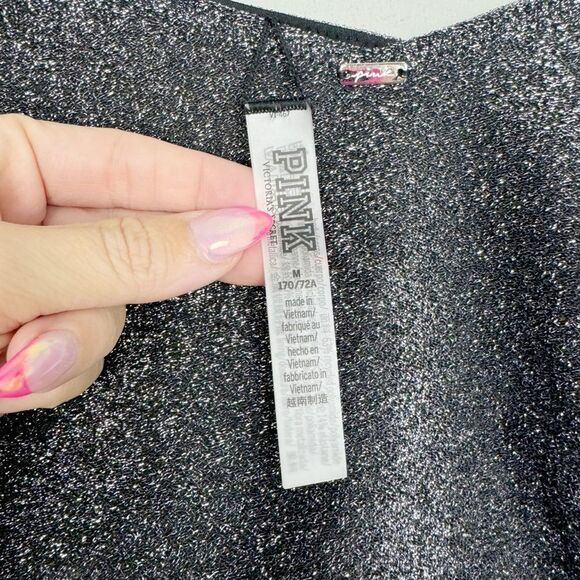 pink
PINK
VICTORIA'S SECRET
M
170/72A
made in
Vietnam/
fabriqué au
Vietnam/
hecho en
Vietnam/
fabbricato in
Vietnam/
越南制造